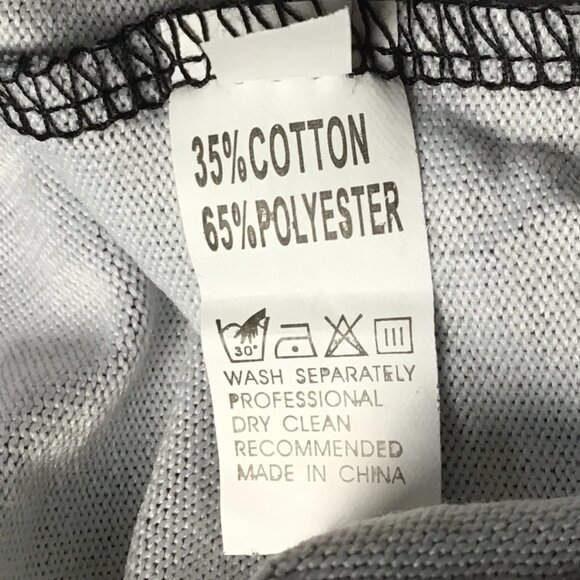 35%COTTON
65%POLYESTER
30°
WASH SEPARATELY
PROFESSIONAL
DRY CLEAN
RECOMMENDED
MADE IN CHINA